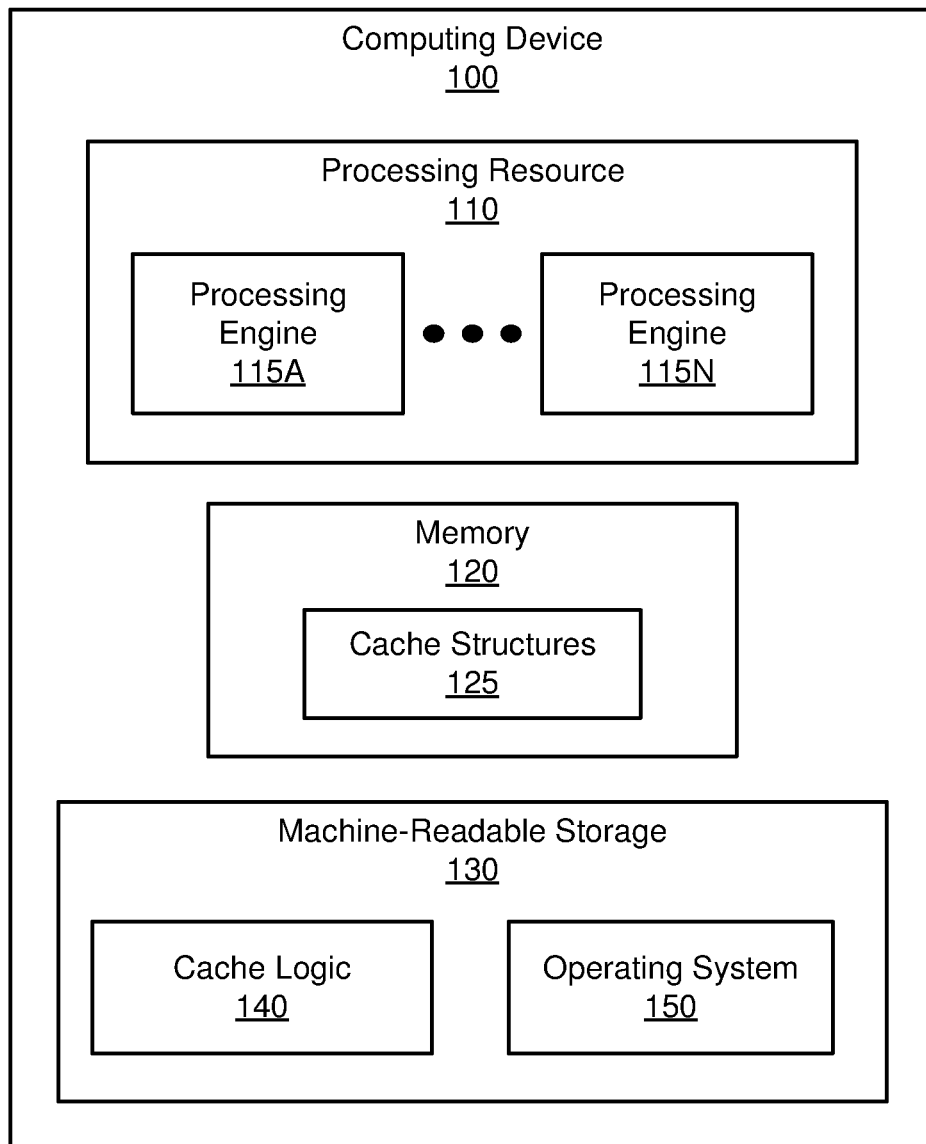 Computing Device
100
Processing Resource
110
Processing
Engine
115A
Processing
Engine
115N
Memory
120
Cache Structures
125
Machine-Readable Storage
130
Cache Logic
140
Operating System
150